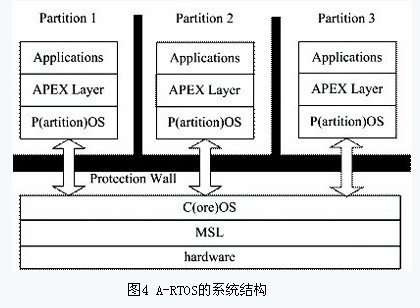 Partition 1 Partition 2 Partition 3
Applications Applications Applications
APEX Layer APEX Layer APEX Layer
P(artition)OS P(artition)OS P(artition)OS
Protection Wall
C(ore)OS
MSL
hardware
图4 A-RTOS的系统结构